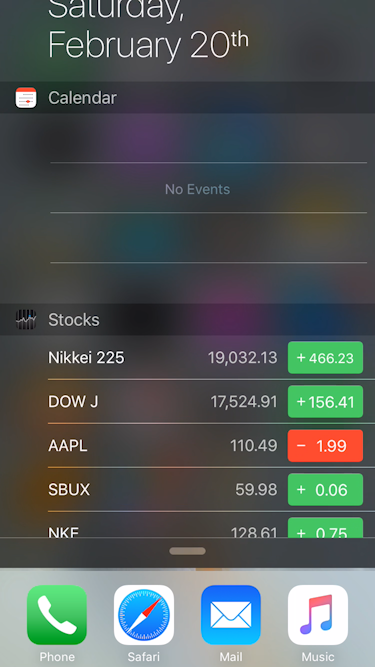 Saturday,
February 20th
Calendar
No Events
Stocks
Nikkei 225 19,032.13 +466.23
DOW J 17,524.91 +156.41
AAPL 110.49 − 1.99
SBUX 59.98 + 0.06
NKE 128.61 + 0.75
Phone Safari Mail Music